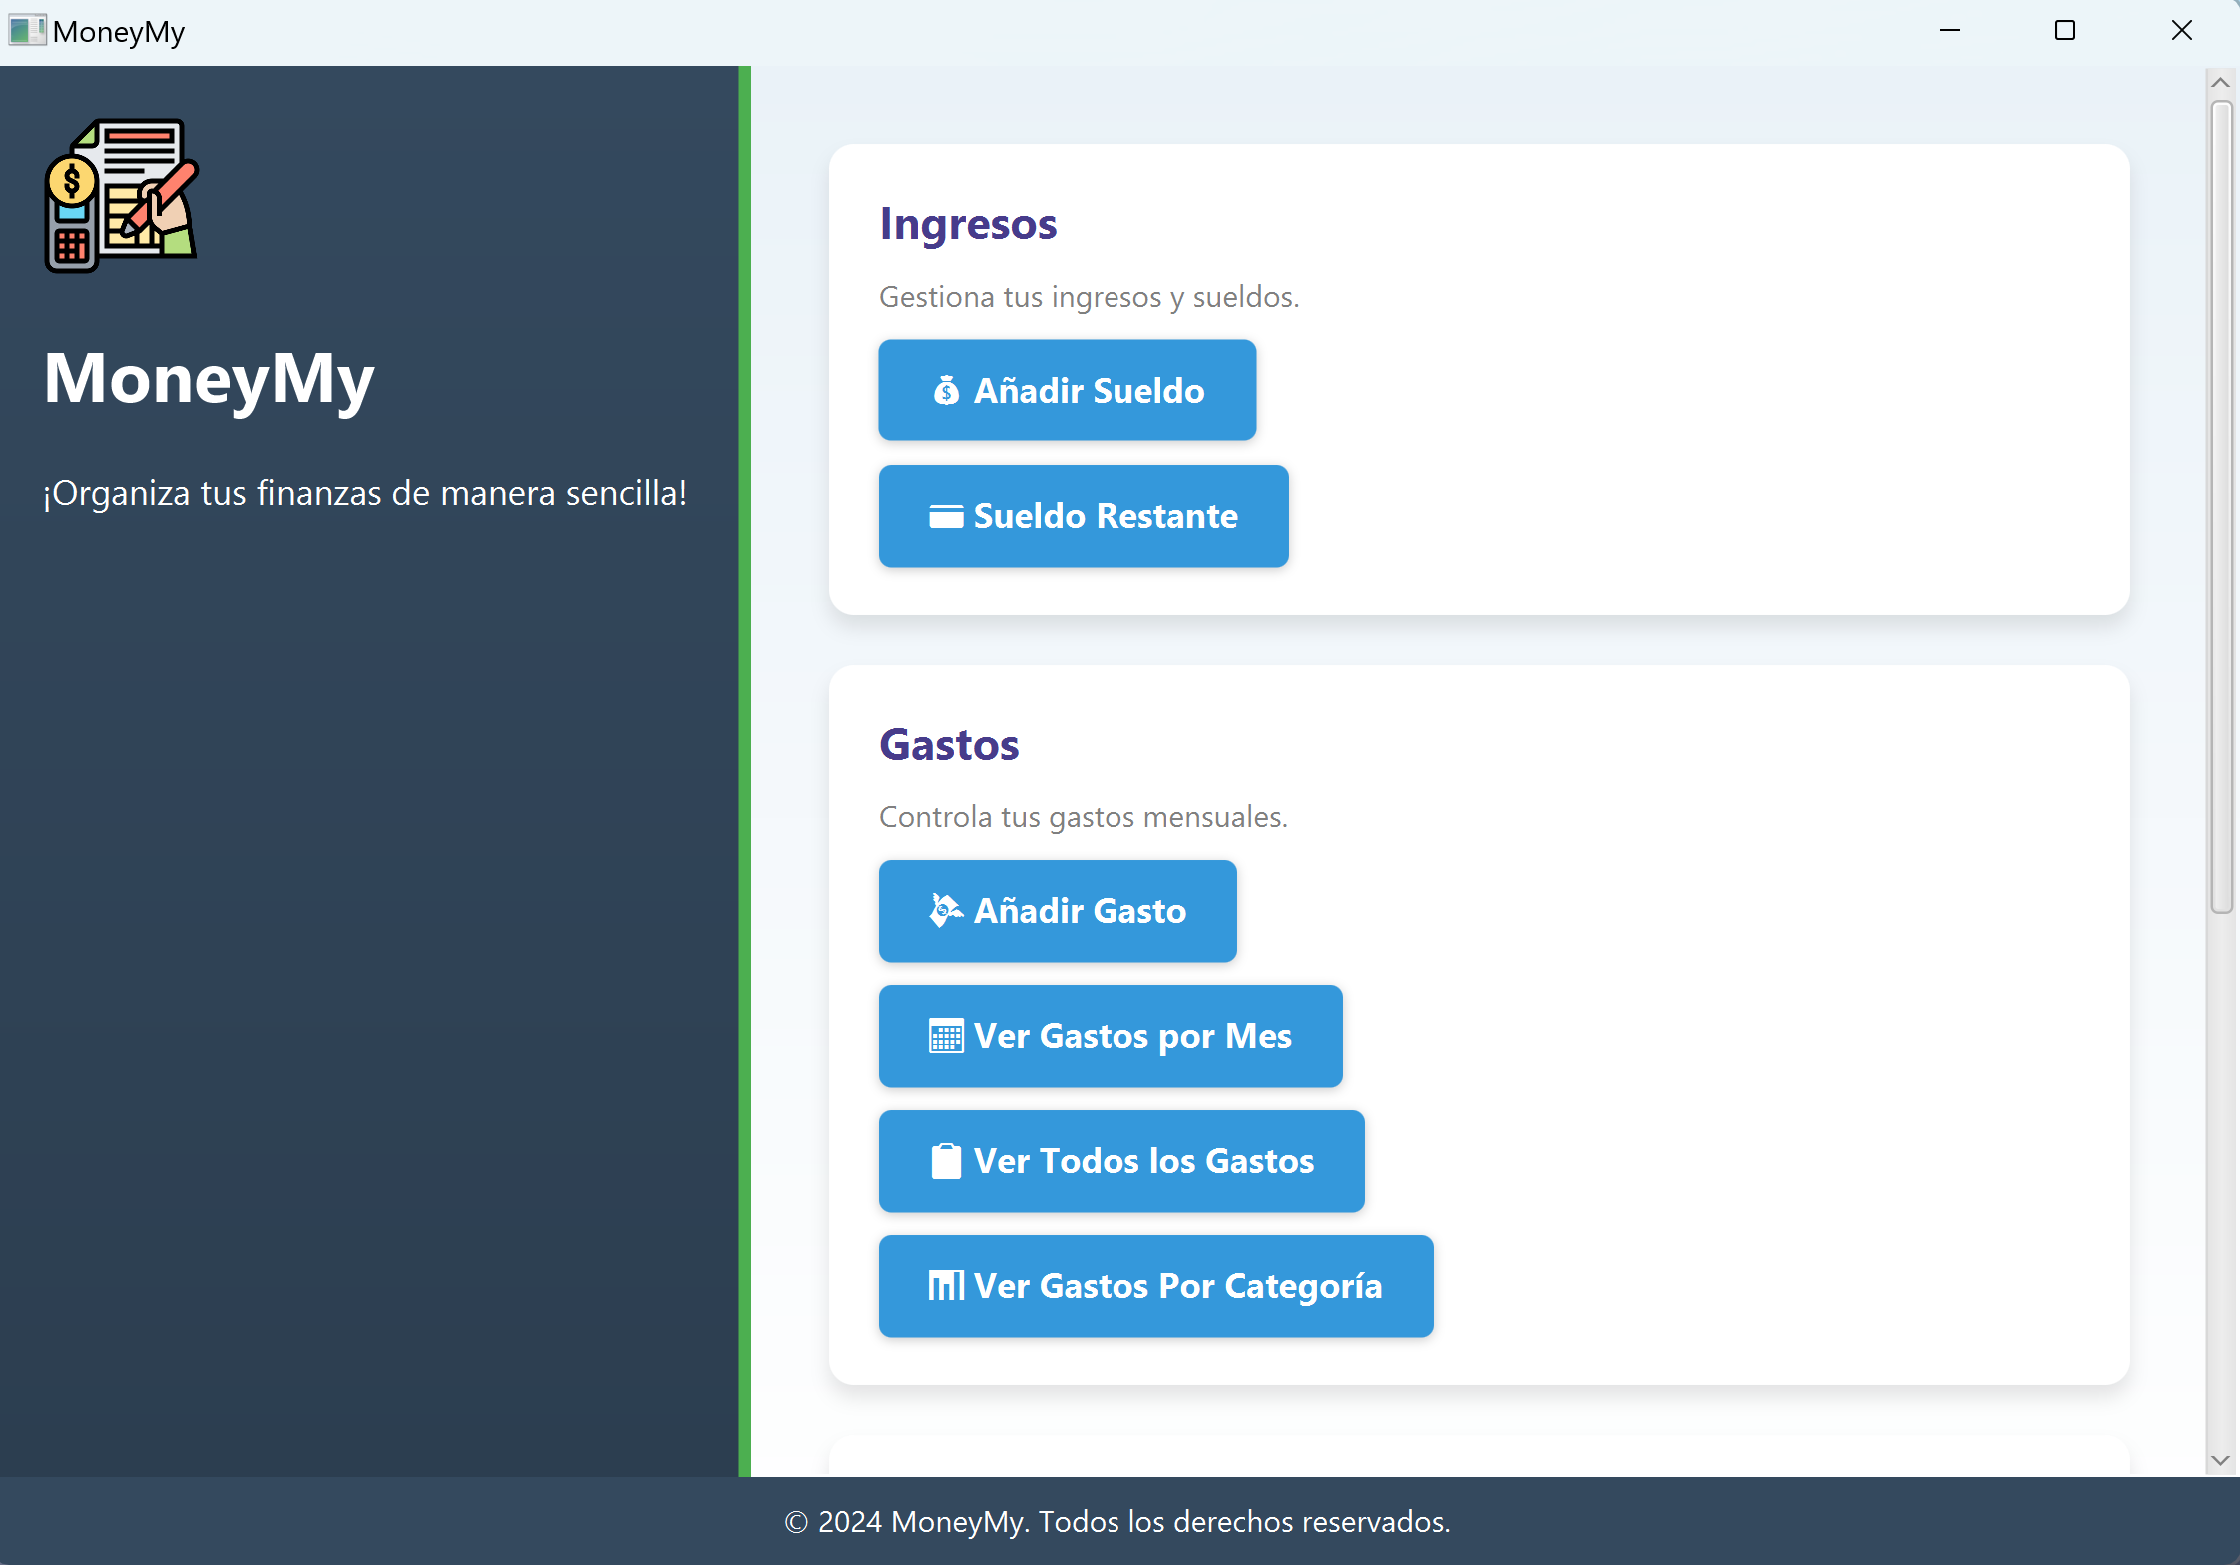 MoneyMy
MoneyMy
¡Organiza tus finanzas de manera sencilla!
Ingresos
Gestiona tus ingresos y sueldos.
Añadir Sueldo
Sueldo Restante
Gastos
Controla tus gastos mensuales.
Añadir Gasto
Ver Gastos por Mes
Ver Todos los Gastos
Ver Gastos Por Categoría
© 2024 MoneyMy. Todos los derechos reservados.